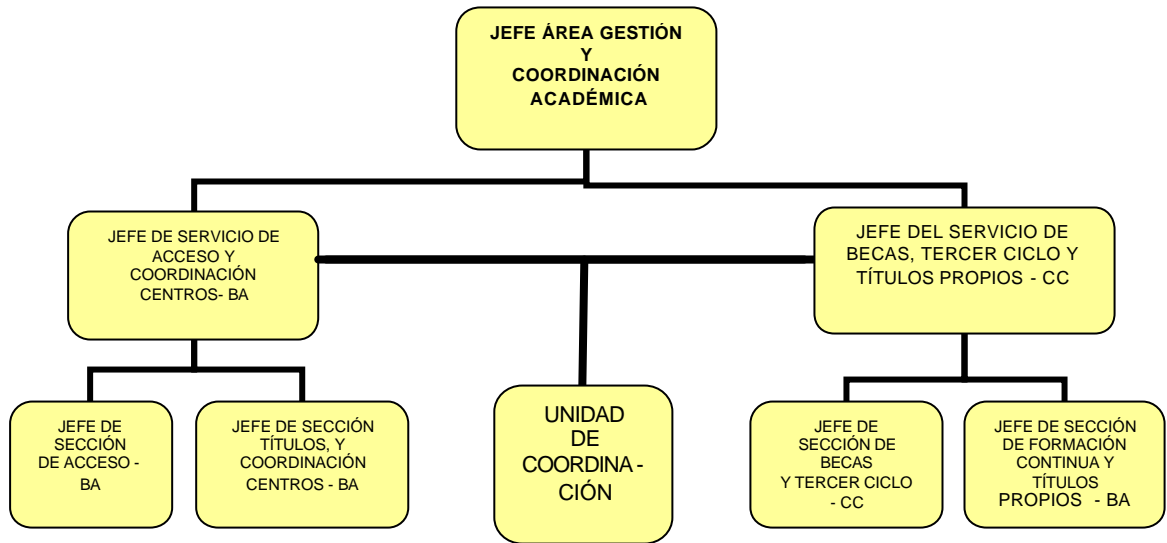 JEFE ÁREA GESTIÓN
Y
COORDINACIÓN
ACADÉMICA
JEFE DE SERVICIO DE
ACCESO Y
COORDINACIÓN
CENTROS- BA
JEFE DEL SERVICIO DE
BECAS, TERCER CICLO Y
TÍTULOS PROPIOS - CC
JEFE DE
SECCIÓN
DE ACCESO -
BA
JEFE DE SECCIÓN
TÍTULOS, Y
COORDINACIÓN
CENTROS - BA
UNIDAD
DE
COORDINA -
CIÓN
JEFE DE
SECCIÓN DE
BECAS
Y TERCER CICLO
- CC
JEFE DE SECCIÓN
DE FORMACIÓN
CONTINUA Y
TÍTULOS
PROPIOS - BA